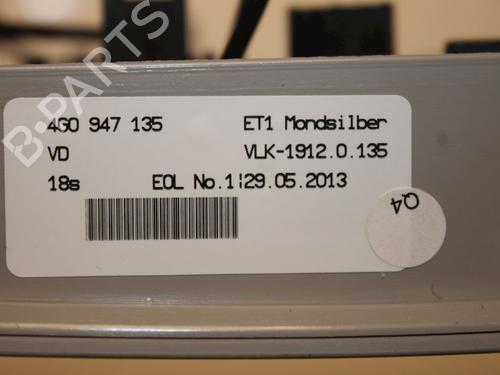 4G0 947 135 ET1 Mondsilber
VD VLK-1912.0.135
18s EOL No.1¦29.05.2013
Q4
B-PARTS